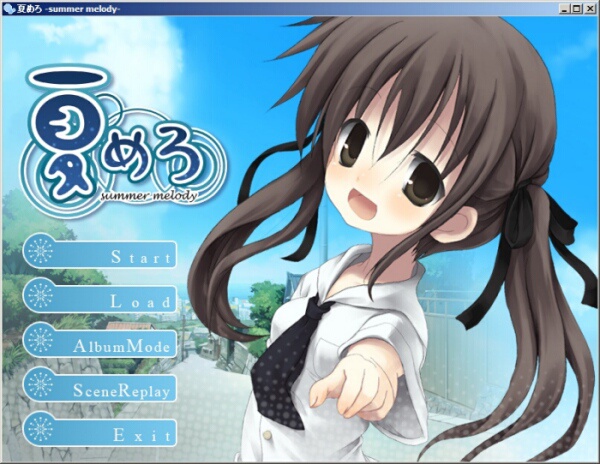 夏めろ -summer melody-
夏めろ
summer melody
Start
Load
AlbumMode
SceneReplay
Exit